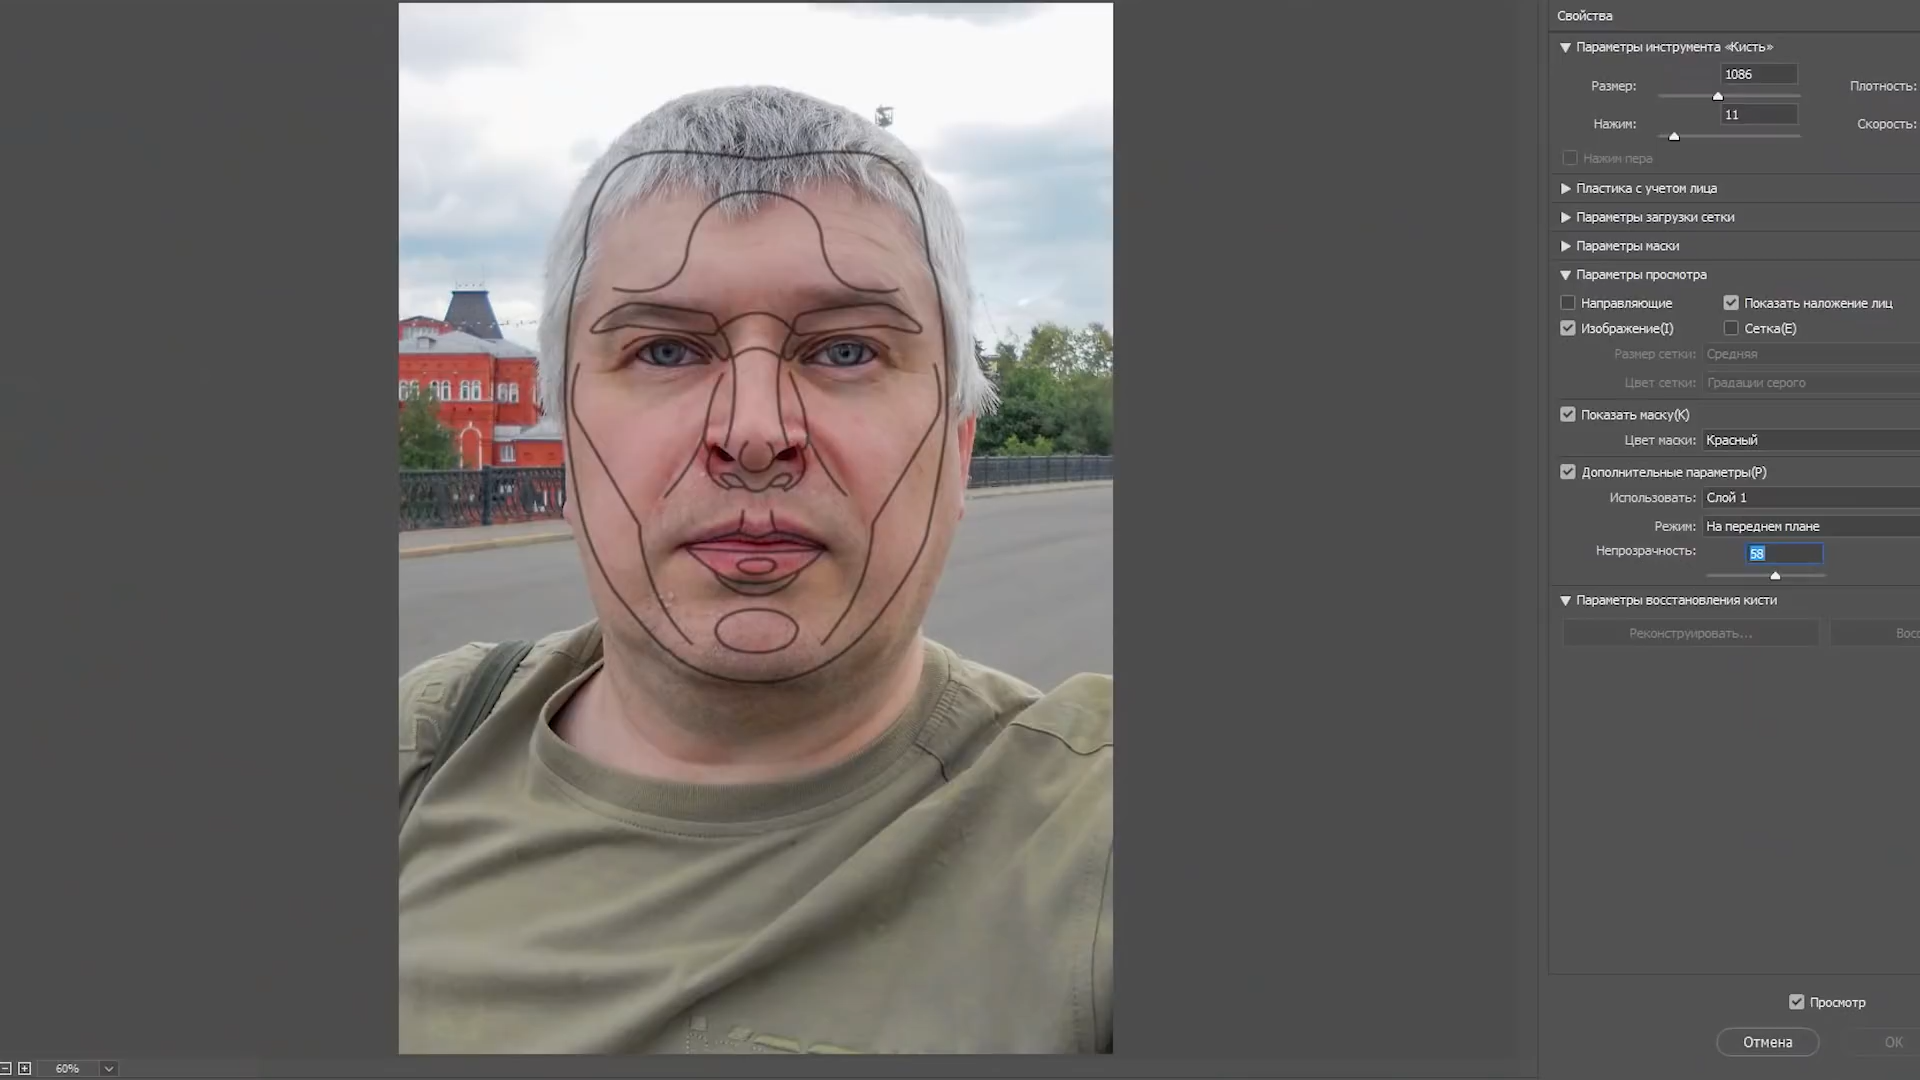 Свойства
Параметры инструмента «Кисть»
1086
Размер:
Плотность:
11
Нажим:
Скорость:
Нажим пера
Пластика с учетом лица
Параметры загрузки сетки
Параметры маски
Параметры просмотра
Направляющие
Показать наложение лиц
Изображение(I)
Сетка(E)
Размер сетки: Средняя
Цвет сетки: Градации серого
Показать маску(K)
Цвет маски: Красный
Дополнительные параметры(P)
Использовать: Слой 1
Режим: На переднем плане
Непрозрачность: 58
Параметры восстановления кисти
Реконструировать...
Восс
Просмотр
Отмена
OK
60%